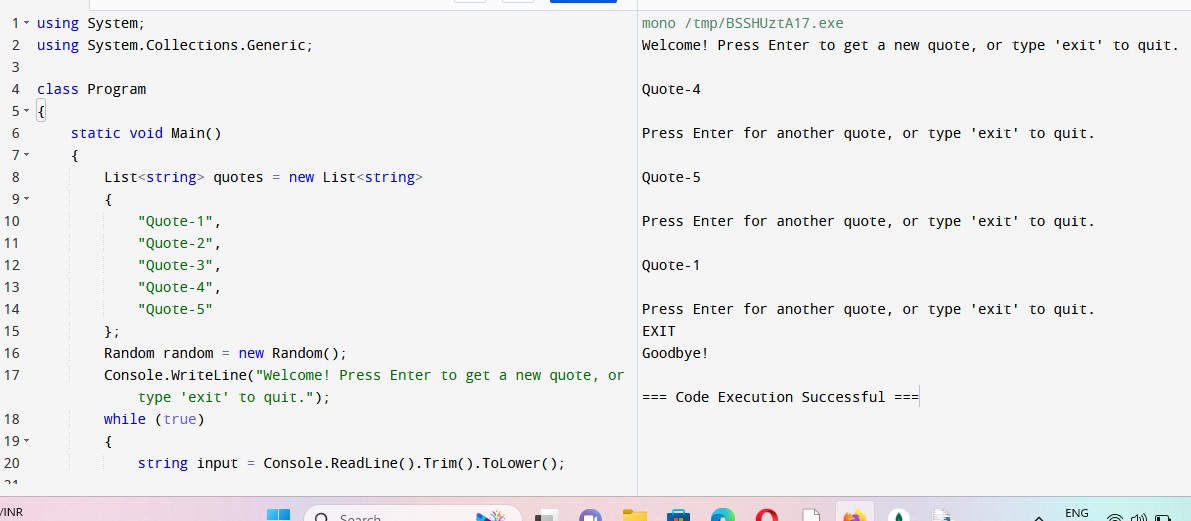 1 using System;
2 using System.Collections.Generic;
3
4 class Program
5 {
6 static void Main()
7 {
8 List<string> quotes = new List<string>
9 {
10 "Quote-1",
11 "Quote-2",
12 "Quote-3",
13 "Quote-4",
14 "Quote-5"
15 };
16 Random random = new Random();
17 Console.WriteLine("Welcome! Press Enter to get a new quote, or
type 'exit' to quit.");
18 while (true)
19 {
20 string input = Console.ReadLine().Trim().ToLower();
mono /tmp/BSSHUztA17.exe
Welcome! Press Enter to get a new quote, or type 'exit' to quit.
Quote-4
Press Enter for another quote, or type 'exit' to quit.
Quote-5
Press Enter for another quote, or type 'exit' to quit.
Quote-1
Press Enter for another quote, or type 'exit' to quit.
EXIT
Goodbye!
=== Code Execution Successful ===
/INR
Search
ENG